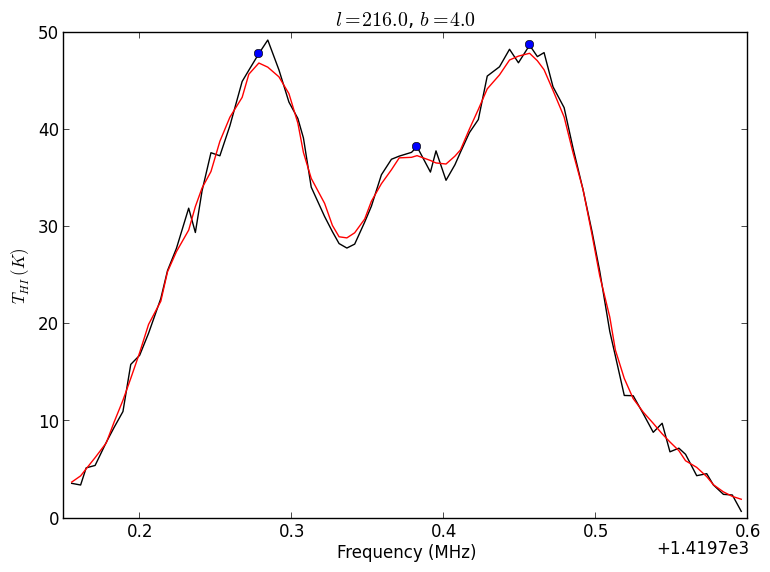 l = 216.0, b = 4.0
50
40
30
20
10
0
T_HI (K)
0.2 0.3 0.4 0.5 0.6
+1.4197e3
Frequency (MHz)